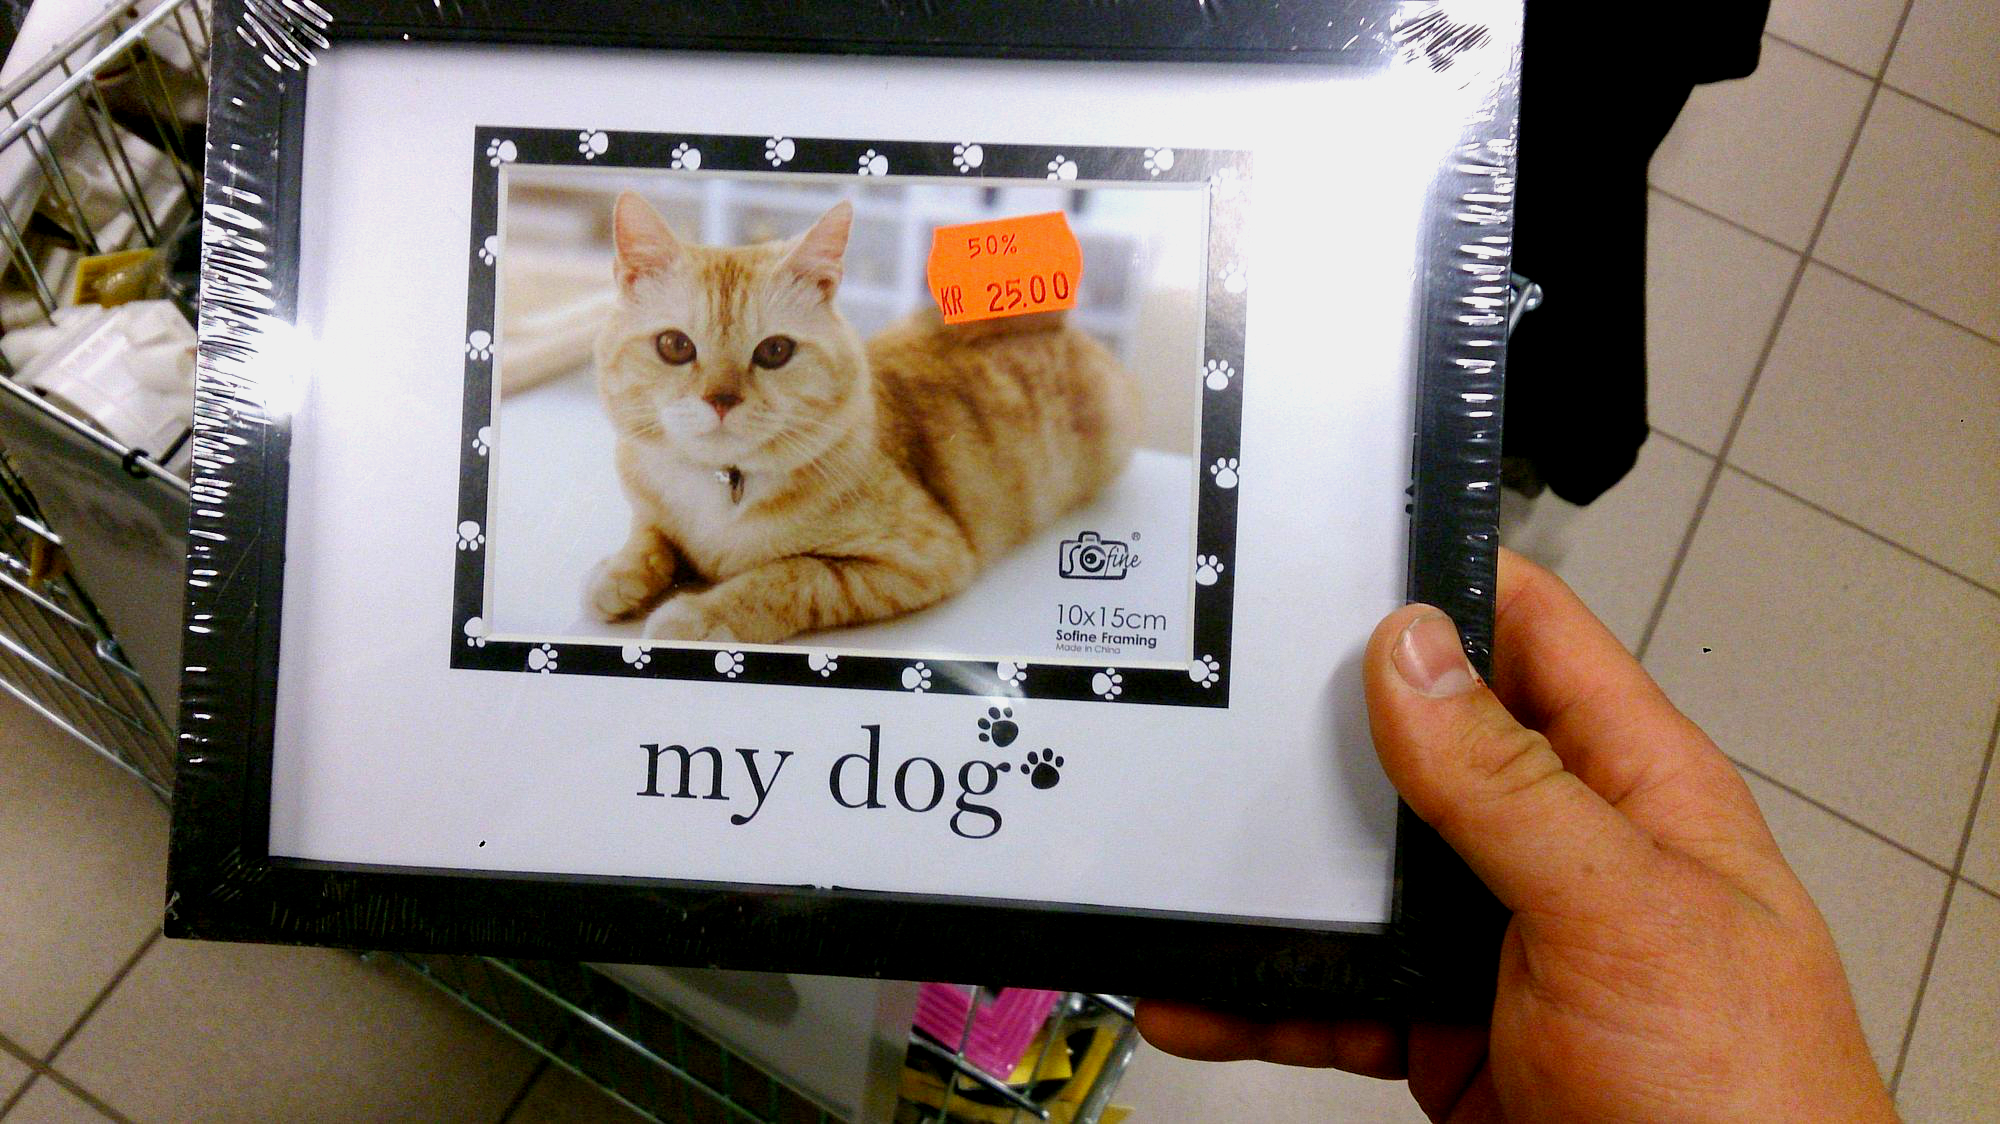 50%
KR 25.00
Sofine®
10x15cm
Sofine Framing
Made in China
my dog